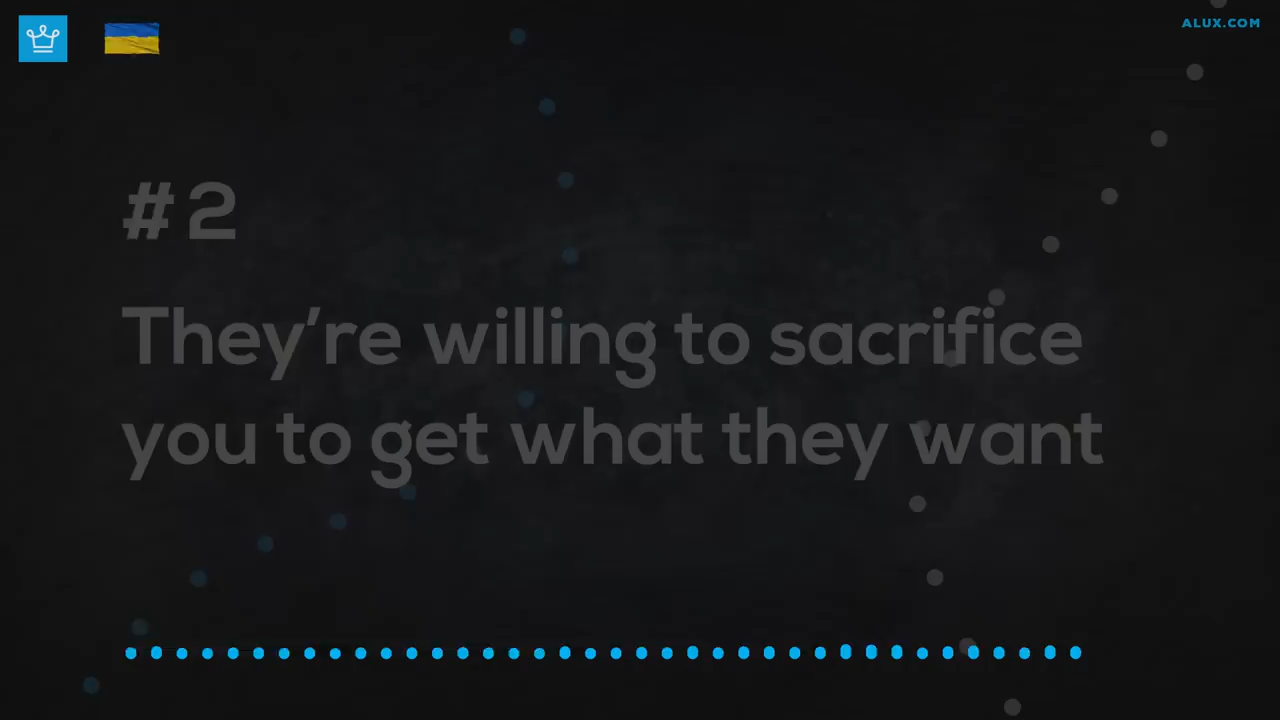 ALUX.COM
#2
They’re willing to sacrifice
you to get what they want